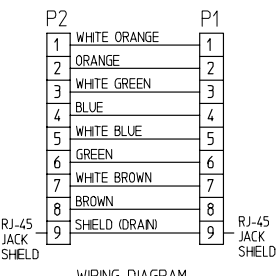 P2 P1
1 WHITE ORANGE 1
2 ORANGE 2
3 WHITE GREEN 3
4 BLUE 4
5 WHITE BLUE 5
6 GREEN 6
7 WHITE BROWN 7
8 BROWN 8
9 SHIELD (DRAIN) 9
RJ-45
JACK
SHIELD
RJ-45
JACK
SHIELD
WIRING DIAGRAM